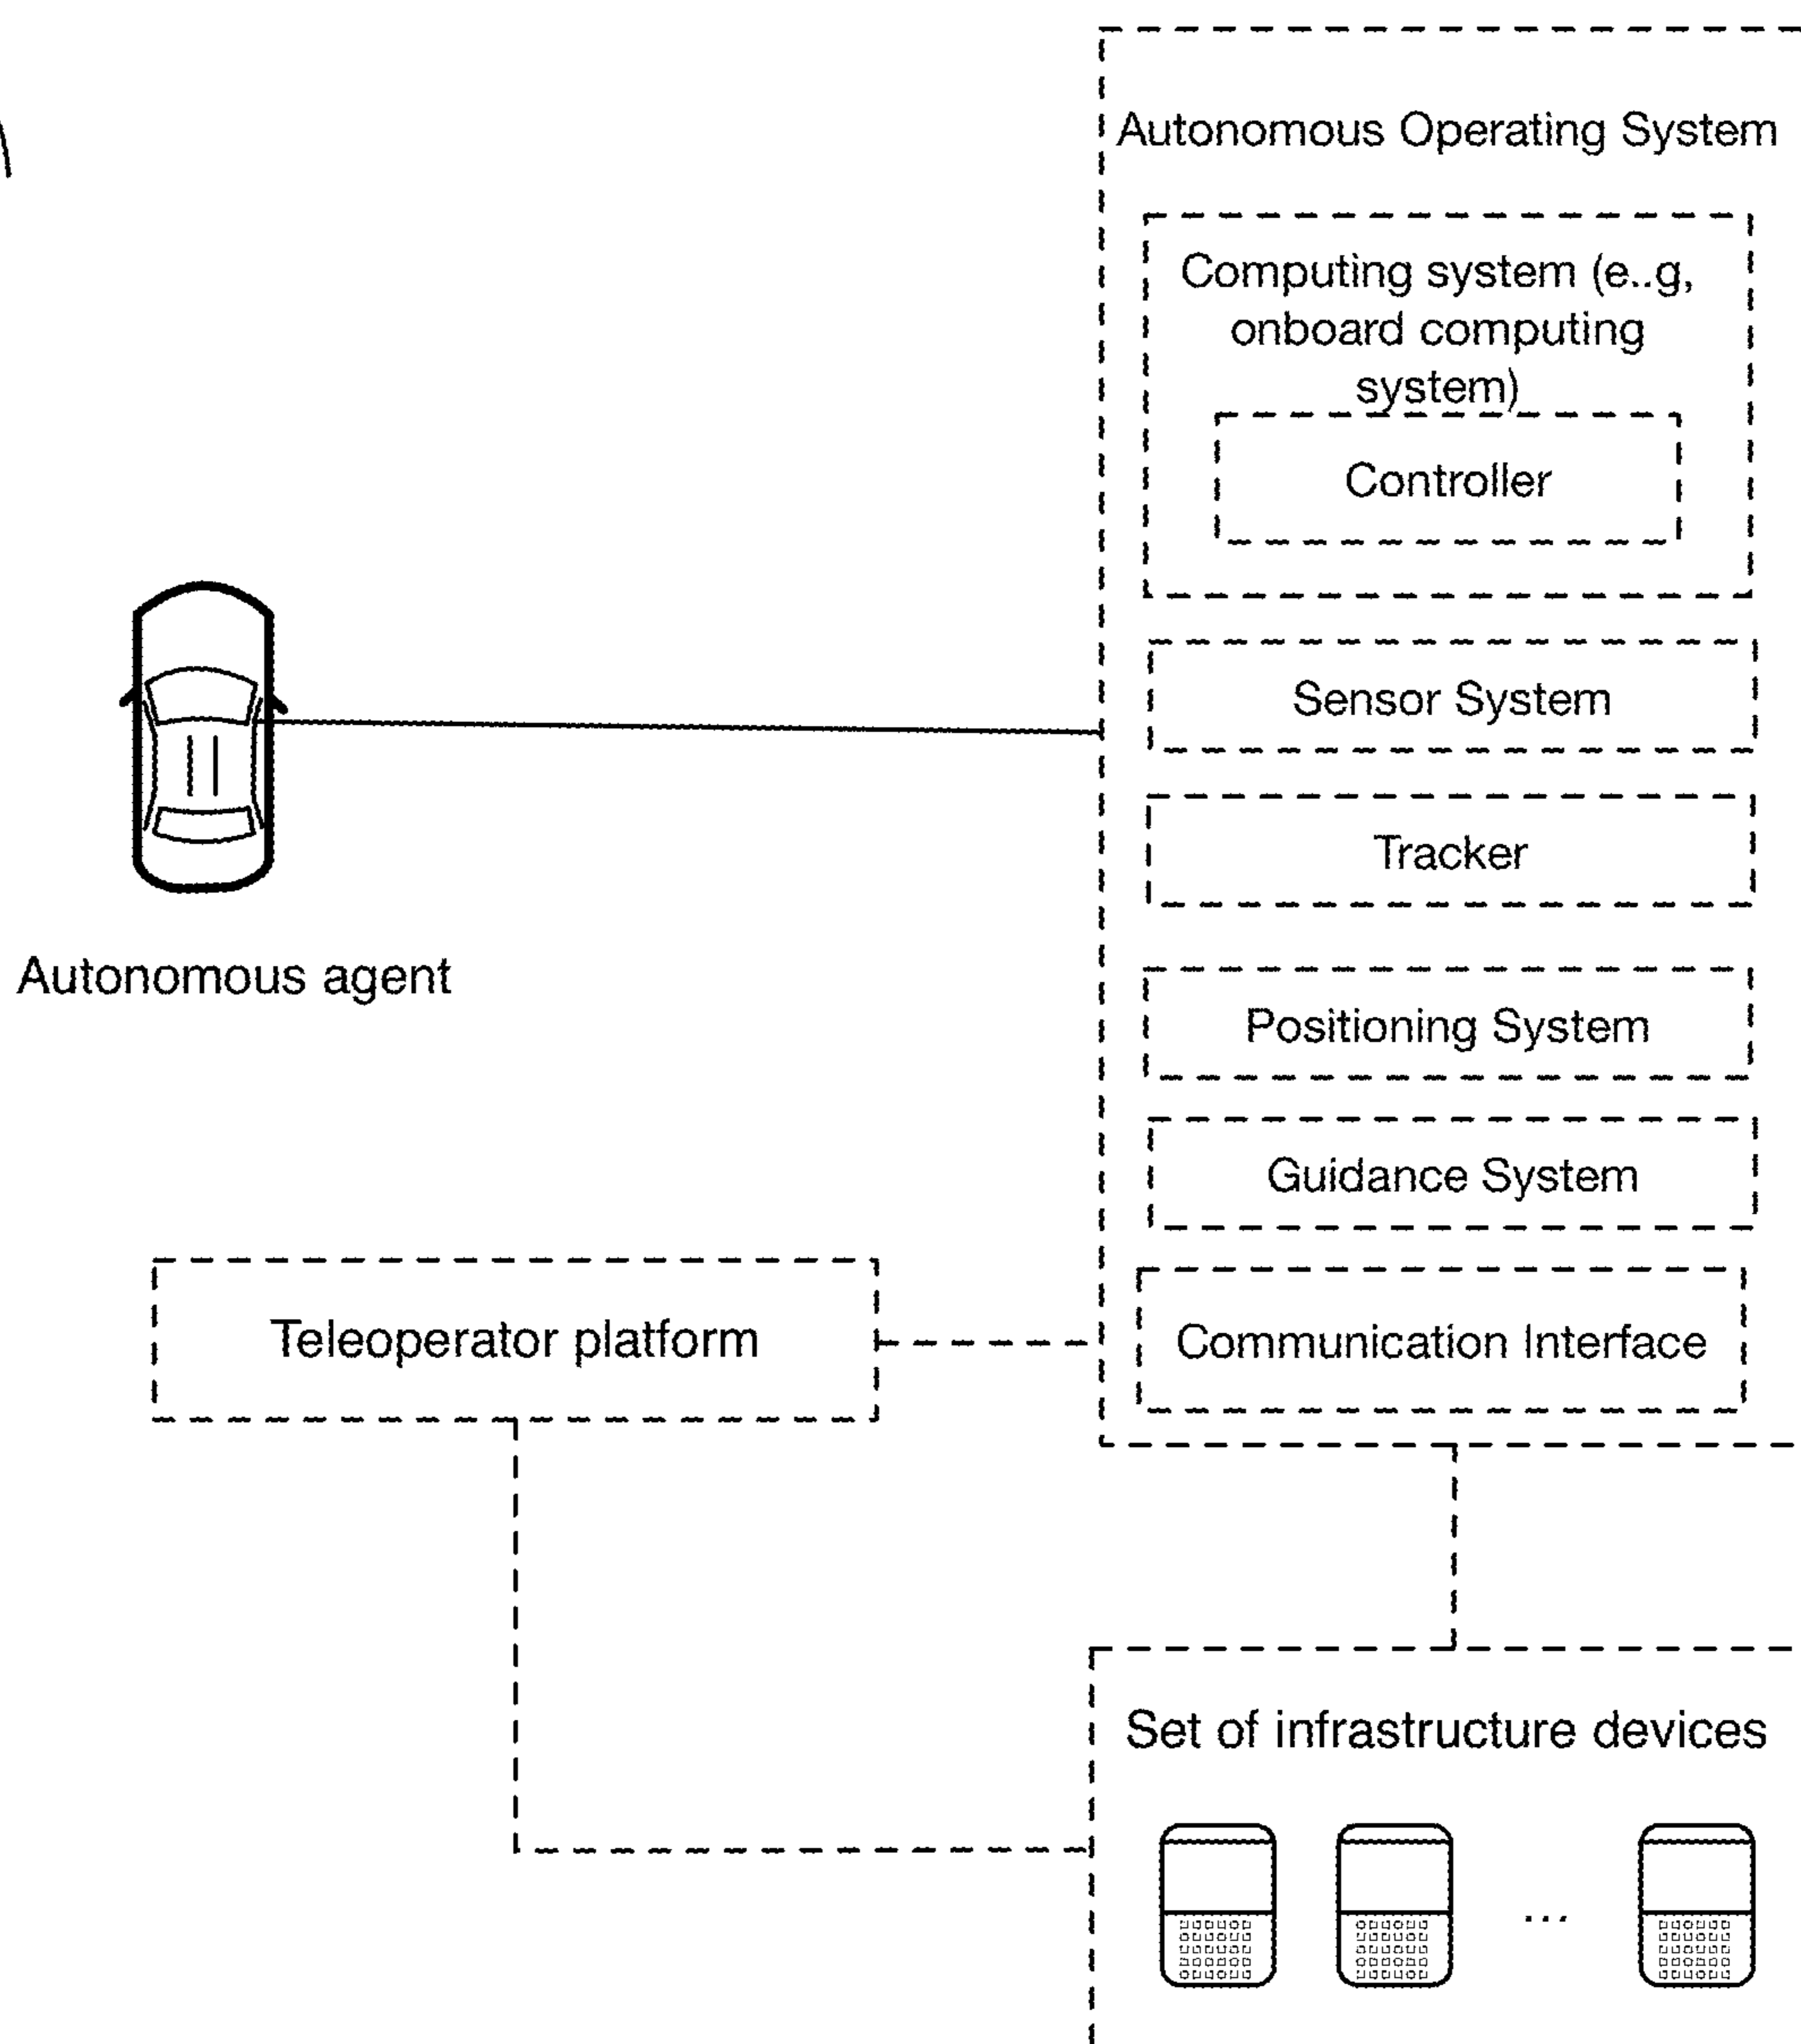 Autonomous Operating System
Computing system (e..g,
onboard computing
system)
Controller
Sensor System
Tracker
Autonomous agent
Positioning System
Guidance System
Teleoperator platform
Communication Interface
Set of infrastructure devices
...